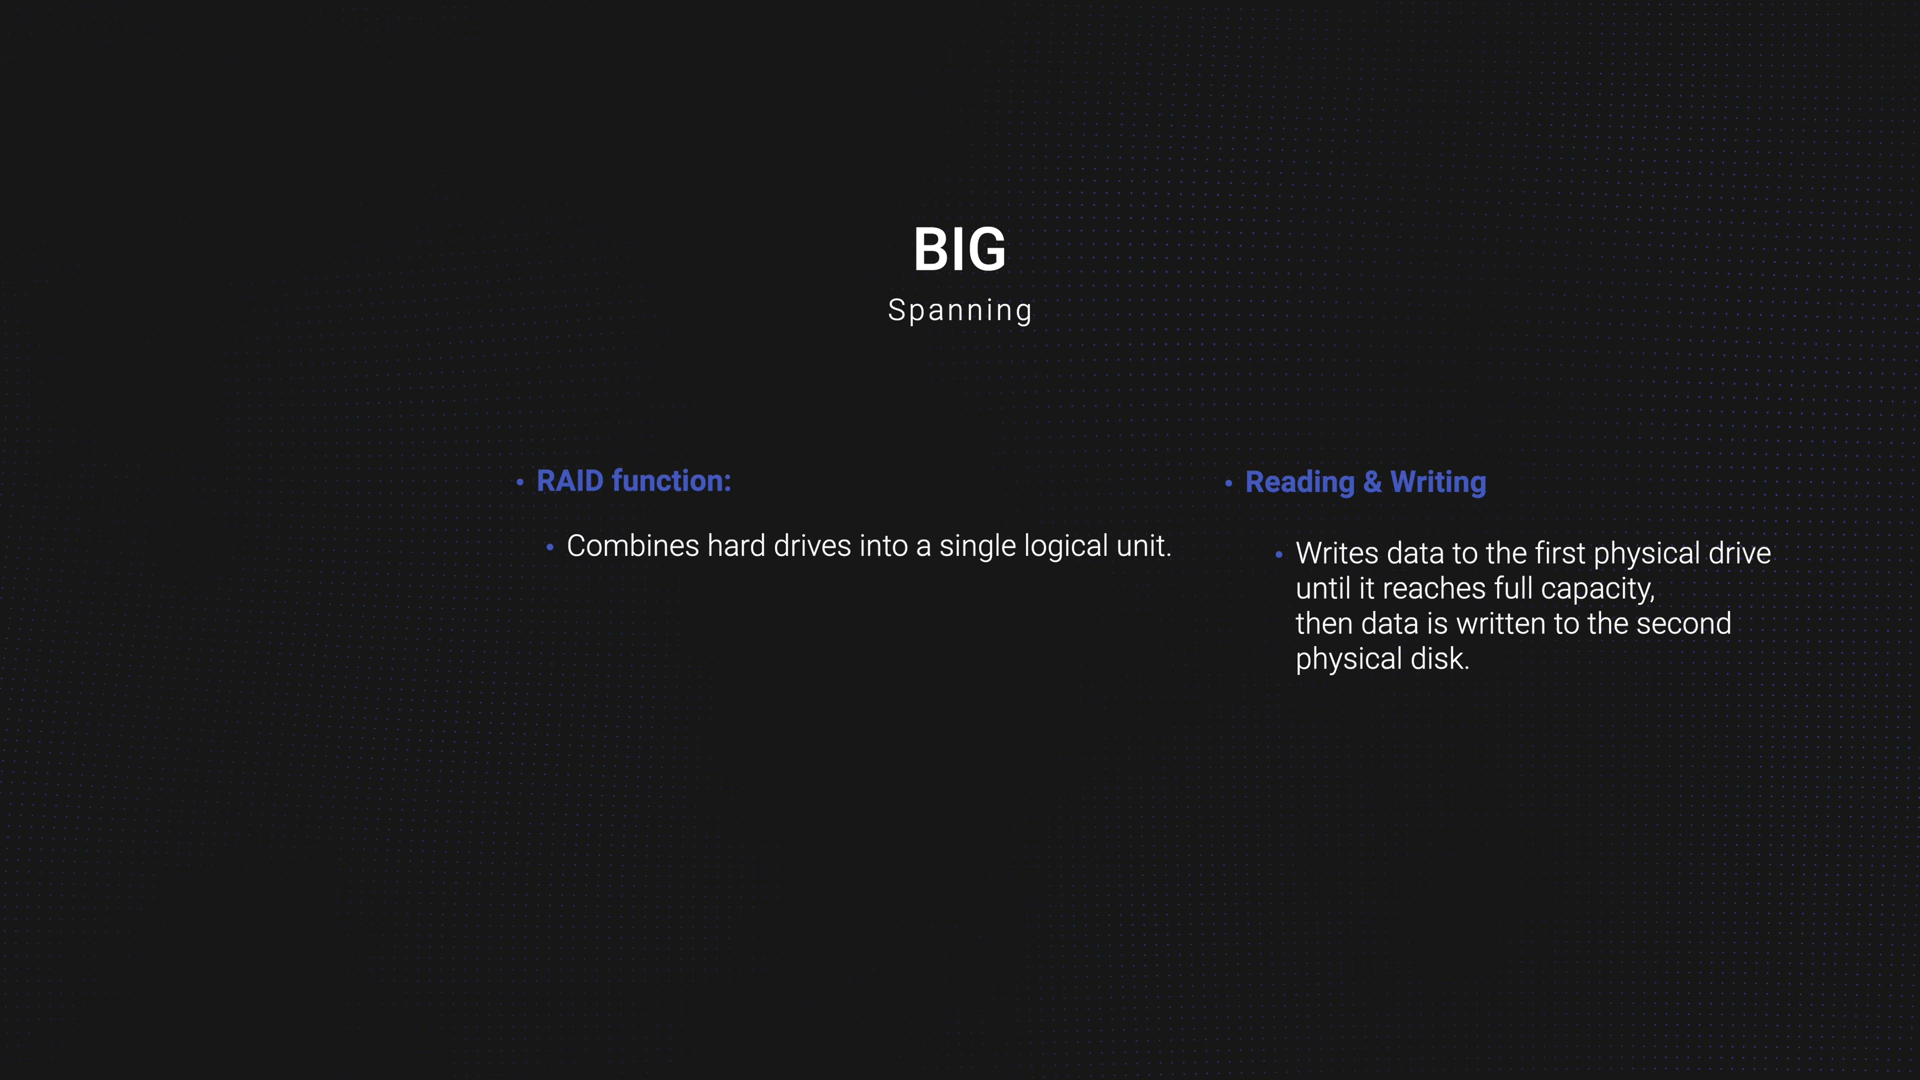 BIG
Spanning
• RAID function:
• Combines hard drives into a single logical unit.
• Reading & Writing
• Writes data to the first physical drive
until it reaches full capacity,
then data is written to the second
physical disk.